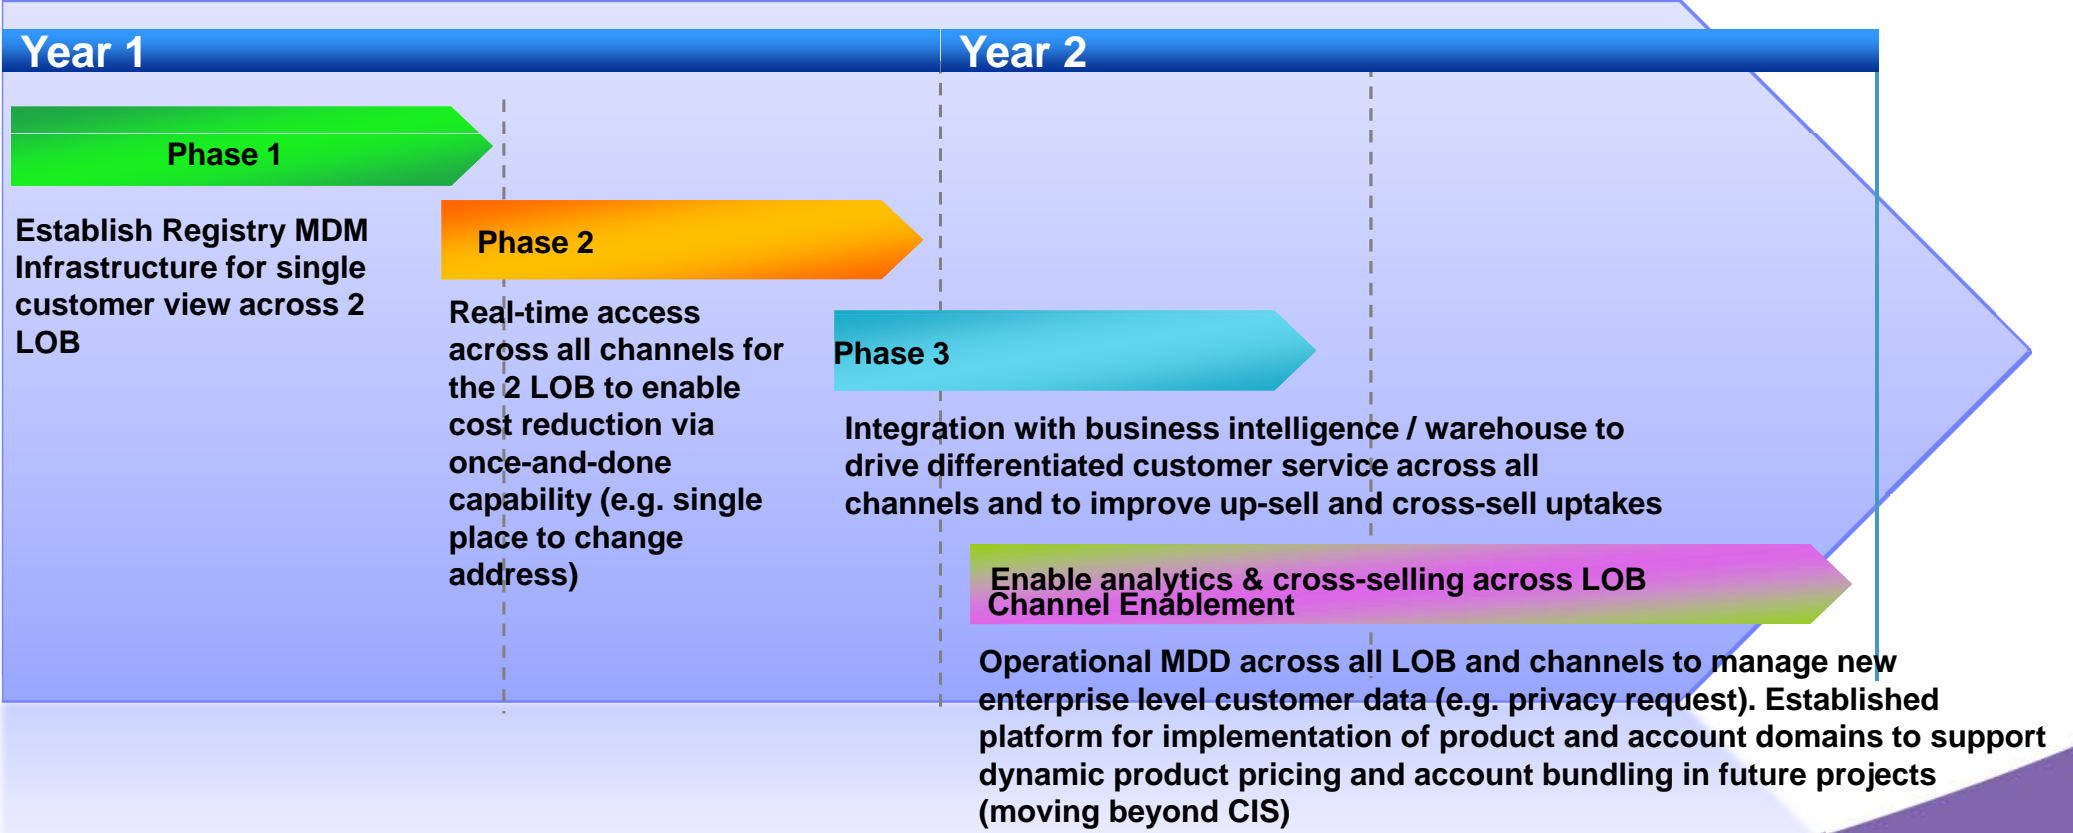 Year 1
Year 2
Phase 1
Establish Registry MDM
Infrastructure for single
customer view across 2
LOB
Phase 2
Real-time access
across all channels for
the 2 LOB to enable
cost reduction via
once-and-done
capability (e.g. single
place to change
address)
Phase 3
Integration with business intelligence / warehouse to
drive differentiated customer service across all
channels and to improve up-sell and cross-sell uptakes
Enable analytics & cross-selling across LOB
Channel Enablement
Operational MDD across all LOB and channels to manage new
enterprise level customer data (e.g. privacy request). Established
platform for implementation of product and account domains to support
dynamic product pricing and account bundling in future projects
(moving beyond CIS)